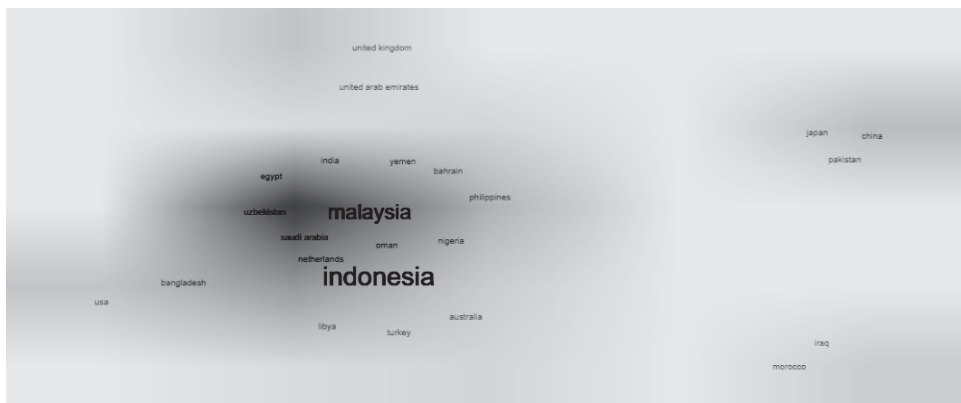 united kingdom
united arab emirates
japan
china
pakistan
india
yemen
bahrain
egypt
philippines
uzbekistan
malaysia
saudi arabia
oman
nigeria
netherlands
indonesia
bangladesh
usa
australia
libya
turkey
iraq
morocco